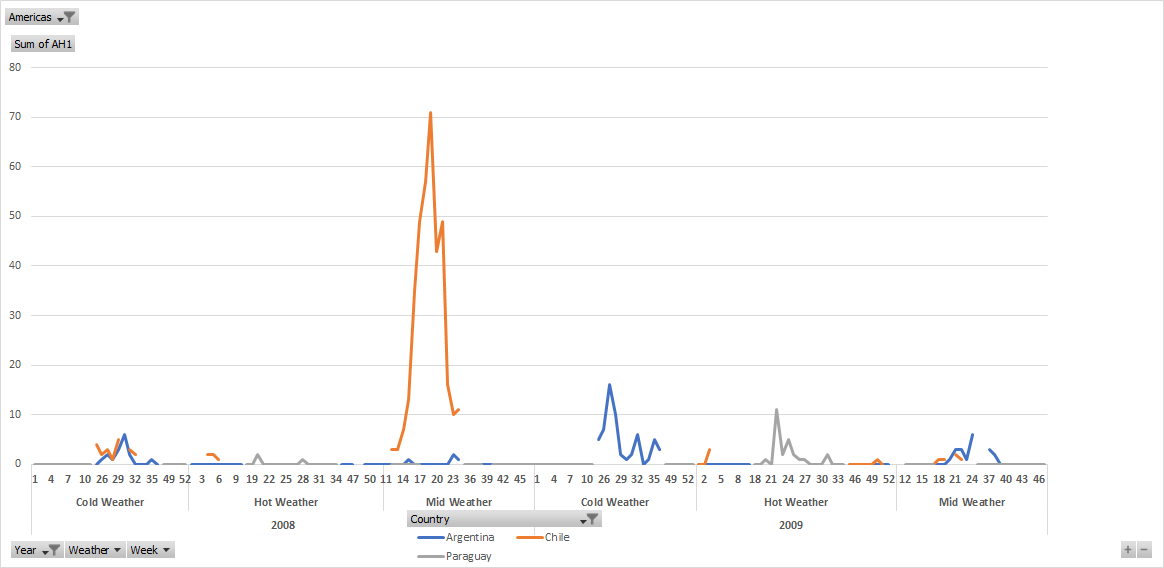 Americas
Sum of AH1
80
70
60
50
40
30
20
10
0
1 4 7 10 26 29 32 35 49 52 3 6 9 19 22 28 31 34 47 50 11 14 17 20 23 36 39 42 45 1 4 7 23 26 29 32 35 49 52 2 5 8 18 21 24 30 33 46 49 52 12 15 18 21 24 37 40 43 46
Cold Weather Hot Weather Mid Weather Cold Weather Hot Weather Mid Weather
2008 2009
Country
Argentina Chile
Paraguay
Year Weather Week